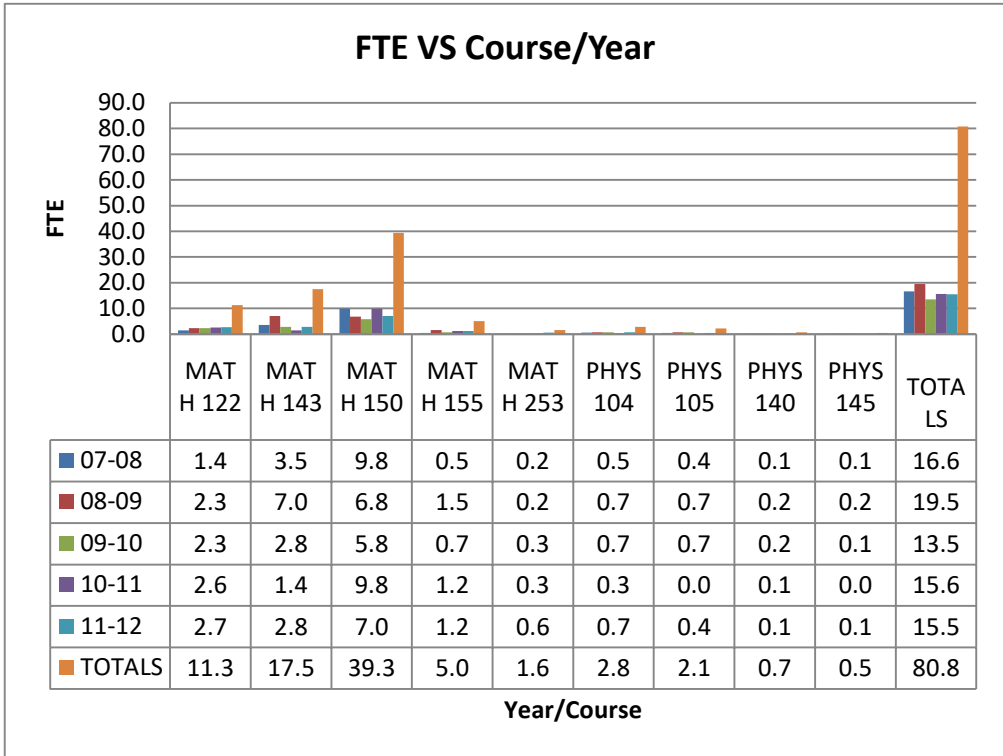 FTE VS Course/Year
90.0
80.0
70.0
60.0
50.0
40.0
30.0
20.0
10.0
0.0
FTE
MAT MAT MAT MAT MAT PHYS PHYS PHYS PHYS TOTA
H 122 H 143 H 150 H 155 H 253 104 105 140 145 LS
07-08 1.4 3.5 9.8 0.5 0.2 0.5 0.4 0.1 0.1 16.6
08-09 2.3 7.0 6.8 1.5 0.2 0.7 0.7 0.2 0.2 19.5
09-10 2.3 2.8 5.8 0.7 0.3 0.7 0.7 0.2 0.1 13.5
10-11 2.6 1.4 9.8 1.2 0.3 0.3 0.0 0.1 0.0 15.6
11-12 2.7 2.8 7.0 1.2 0.6 0.7 0.4 0.1 0.1 15.5
TOTALS 11.3 17.5 39.3 5.0 1.6 2.8 2.1 0.7 0.5 80.8
Year/Course